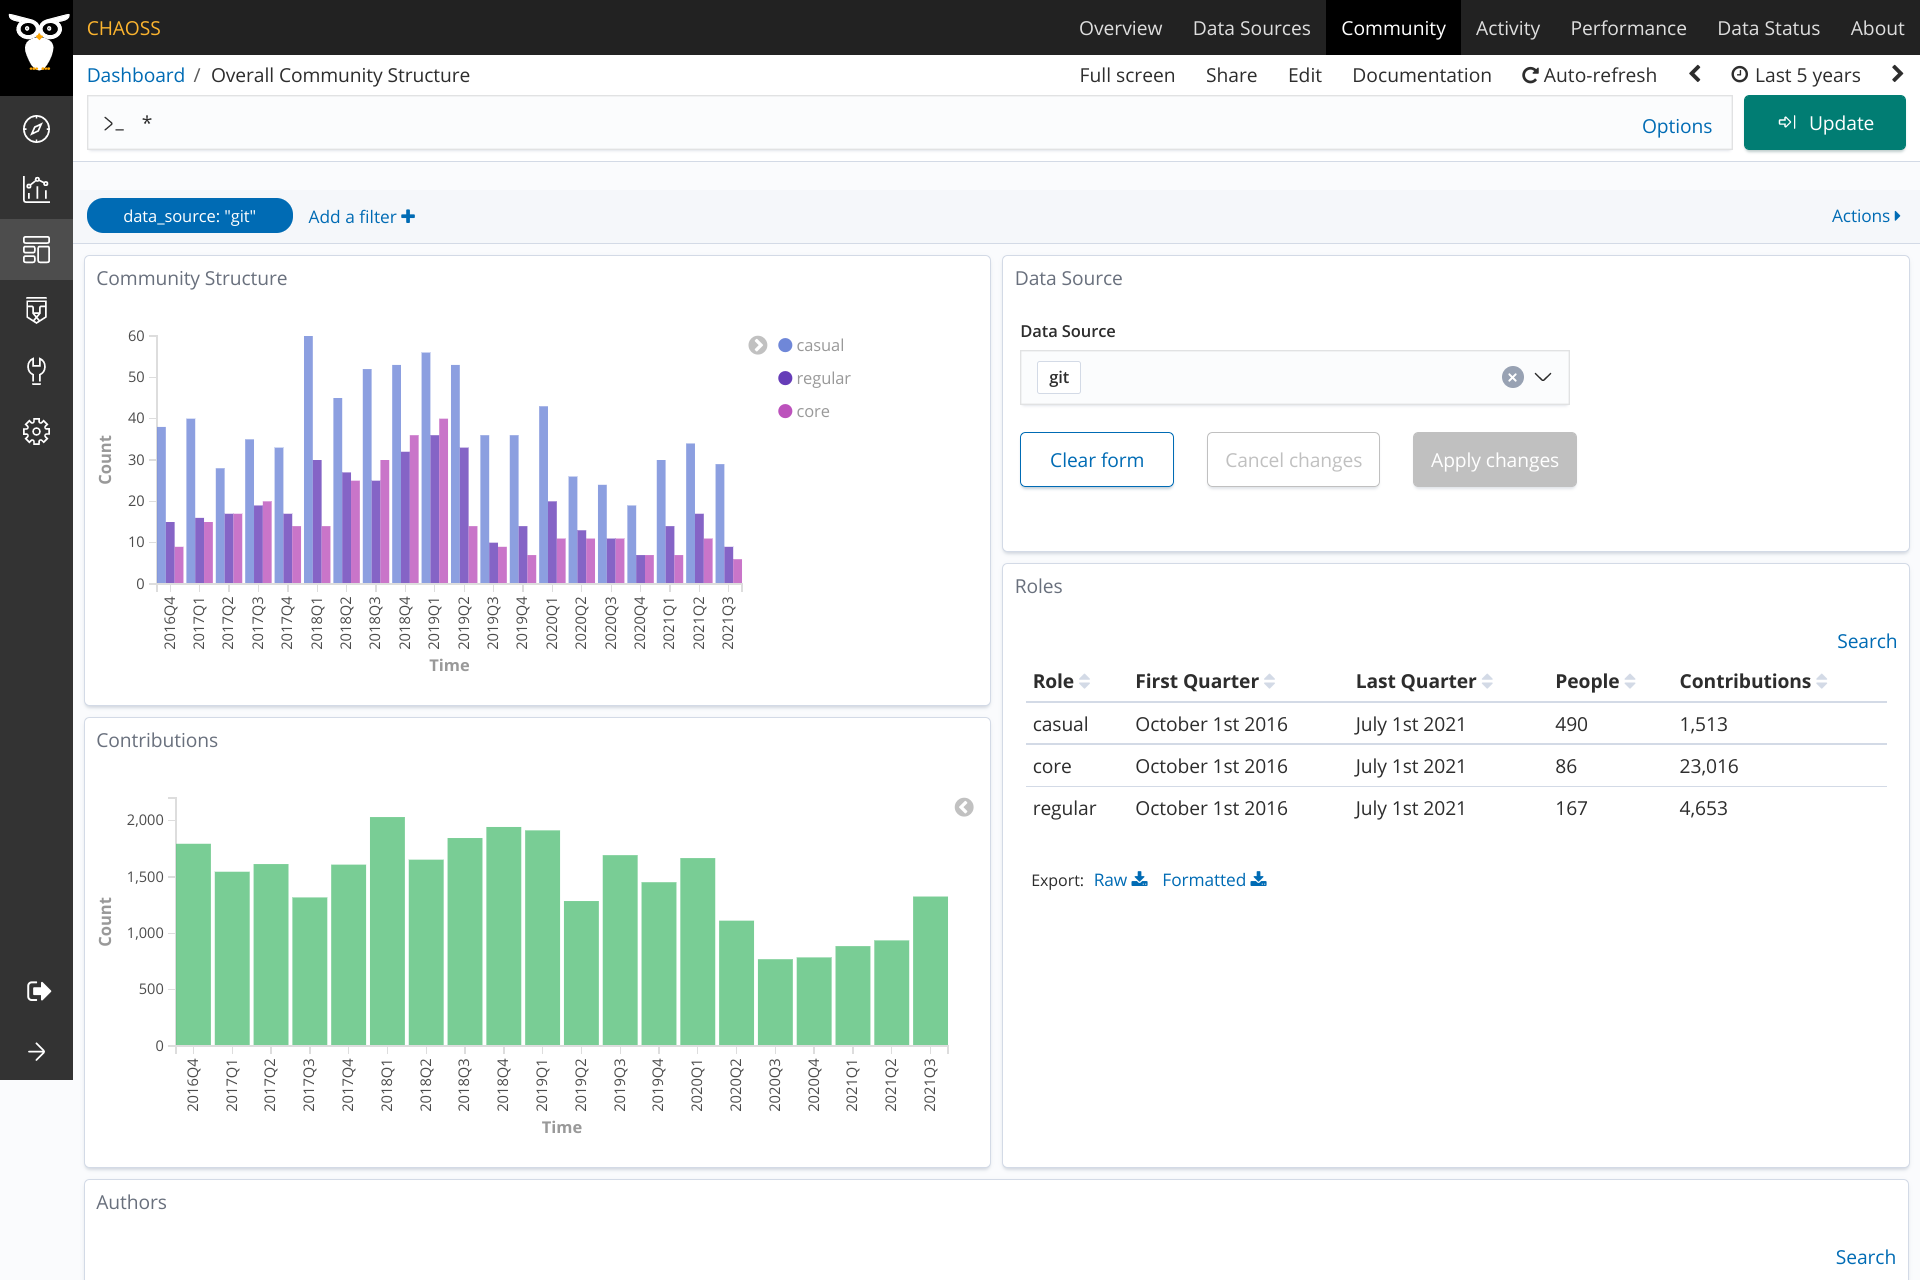 CHAOSS
Overview Data Sources Community Activity Performance Data Status About
Dashboard / Overall Community Structure
Full screen Share Edit Documentation Auto-refresh Last 5 years
>_ *
Options
Update
data_source: "git"
Add a filter
Actions
Community Structure
60
50
40
30
20
10
0
Count
2016Q4
2017Q1
2017Q2
2017Q3
2017Q4
2018Q1
2018Q2
2018Q3
2018Q4
2019Q1
2019Q2
2019Q3
2019Q4
2020Q1
2020Q2
2020Q3
2020Q4
2021Q1
2021Q2
2021Q3
Time
casual
regular
core
Data Source
Data Source
git
Clear form
Cancel changes
Apply changes
Contributions
2,000
1,500
1,000
500
0
Count
2016Q4
2017Q1
2017Q2
2017Q3
2017Q4
2018Q1
2018Q2
2018Q3
2018Q4
2019Q1
2019Q2
2019Q3
2019Q4
2020Q1
2020Q2
2020Q3
2020Q4
2021Q1
2021Q2
2021Q3
Time
Roles
Search
Role First Quarter Last Quarter People Contributions
casual October 1st 2016 July 1st 2021 490 1,513
core October 1st 2016 July 1st 2021 86 23,016
regular October 1st 2016 July 1st 2021 167 4,653
Export: Raw Formatted
Authors
Search